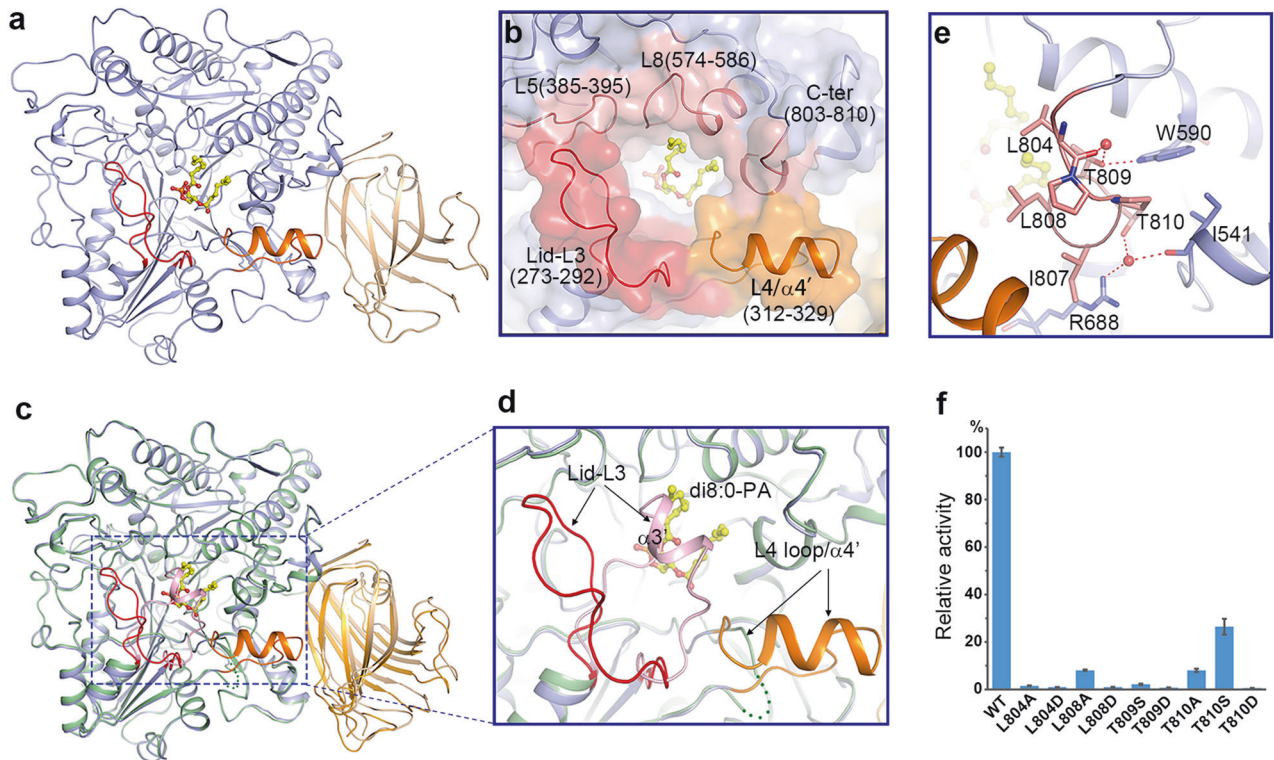 a
b
L8(574-586)
L5(385-395)
C-ter
(803-810)
Lid-L3
(273-292)
L4/α4′
(312-329)
e
L804
W590
T809
L808
T810
I541
I807
R688
c
d
Lid-L3
di8:0-PA
α3'
L4 loop/α4'
f
%
100
80
60
40
20
0
Relative activity
WT
L804A
L804D
L808A
L808D
T809S
T809D
T810A
T810S
T810D